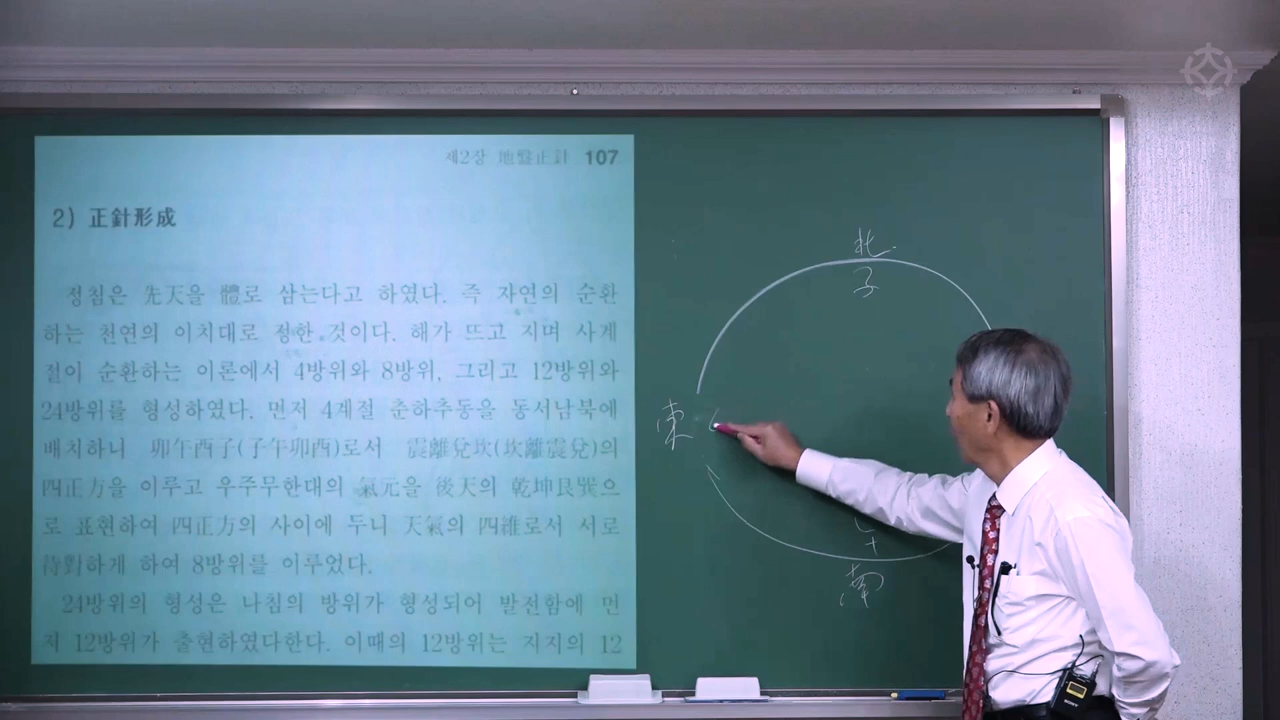 제2장 地盤正針 107
2) 正針形成
정침은 先天을 體로 삼는다고 하였다. 즉 자연의 순환
하는 천연의 이치대로 정한 것이다. 해가 뜨고 지며 사계
절이 순환하는 이론에서 4방위와 8방위, 그리고 12방위와
24방위를 형성하였다. 먼저 4계절 춘하추동을 동서남북에
배치하니 卯午酉子(子午卯酉)로서 震離兌坎(坎離震兌)의
四正方을 이루고 우주무한대의 氣元을 後天의 乾坤艮巽으
로 표현하여 四正方의 사이에 두니 天氣의 四維로서 서로
待對하게 하여 8방위를 이루었다.
24방위의 형성은 나침의 방위가 형성되어 발전함에 먼
저 12방위가 출현하였다한다. 이때의 12방위는 지지의 12
北
子
東
午
南